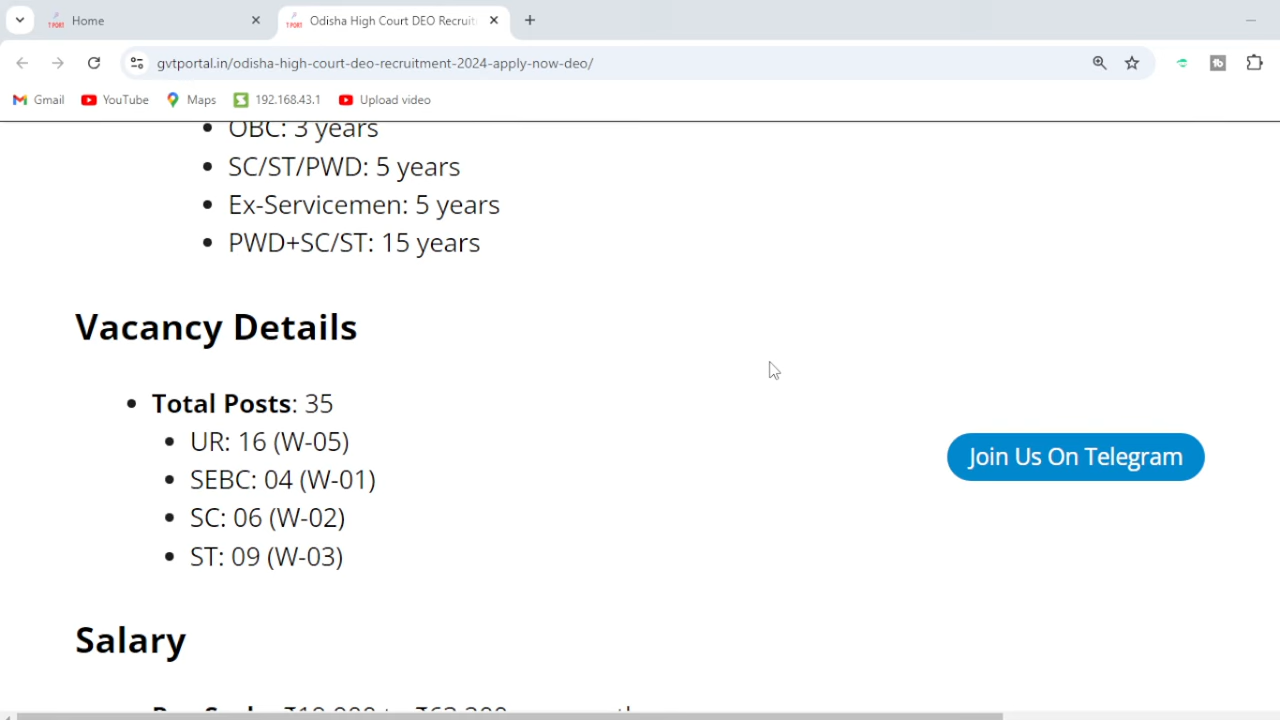 Home
Odisha High Court DEO Recruit
gvtportal.in/odisha-high-court-deo-recruitment-2024-apply-now-deo/
Gmail YouTube Maps 192.168.43.1 Upload video
OBC: 3 years
SC/ST/PWD: 5 years
Ex-Servicemen: 5 years
PWD+SC/ST: 15 years
Vacancy Details
Total Posts: 35
UR: 16 (W-05)
SEBC: 04 (W-01)
SC: 06 (W-02)
ST: 09 (W-03)
Join Us On Telegram
Salary